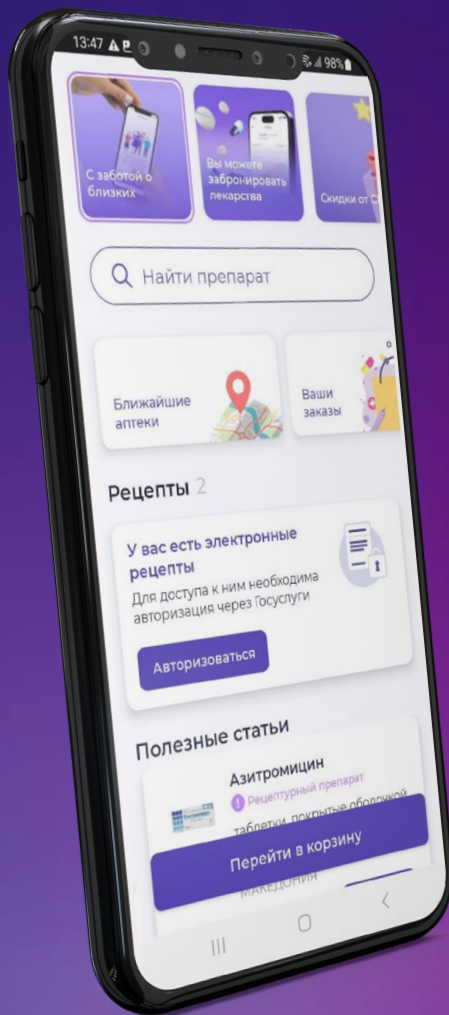 13:47
98%
С заботой о
близких
Вы можете
забронировать
лекарства
Скидки от
Найти препарат
Ближайшие
аптеки
Ваши
заказы
Рецепты 2
У вас есть электронные
рецепты
Для доступа к ним необходима
авторизация через Госуслуги
Авторизоваться
Полезные статьи
Азитромицин
Рецептурный препарат
таблетки, покрытые оболочкой
Перейти в корзину
МАКЕДОНИЯ